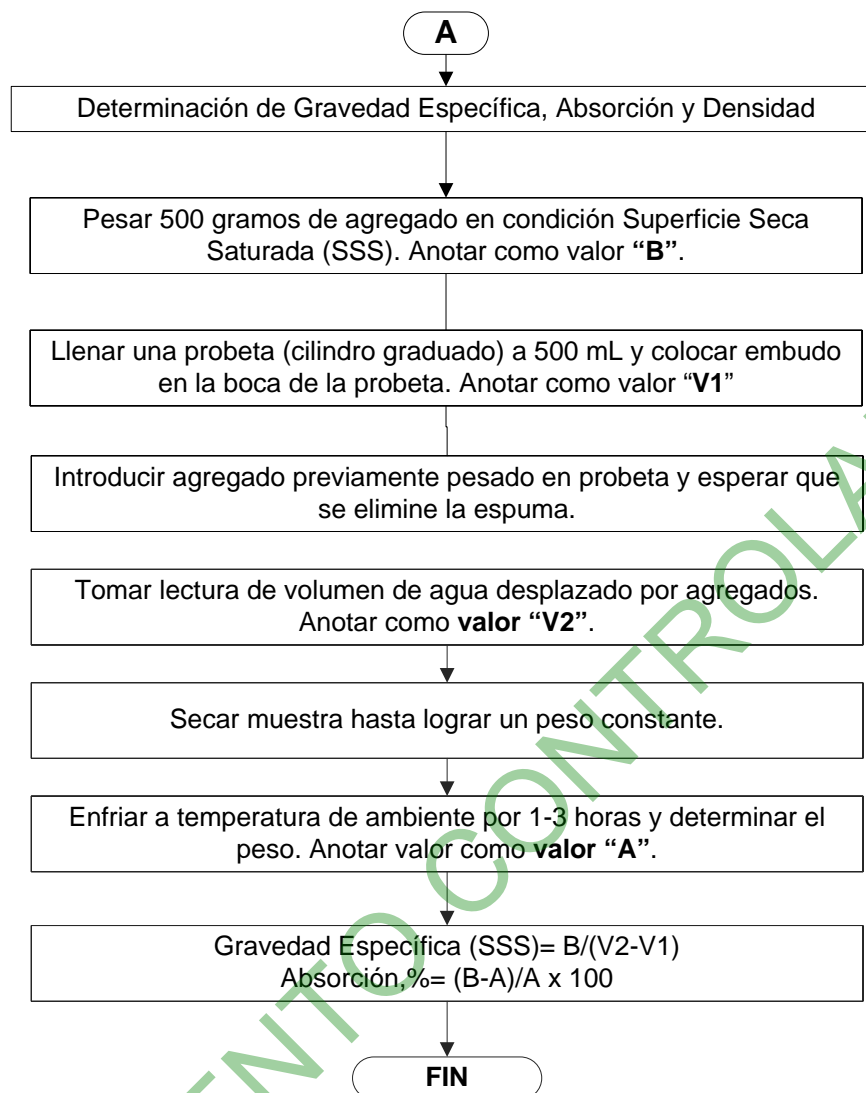 A
Determinación de Gravedad Específica, Absorción y Densidad
Pesar 500 gramos de agregado en condición Superficie Seca
Saturada (SSS). Anotar como valor “B”.
Llenar una probeta (cilindro graduado) a 500 mL y colocar embudo
en la boca de la probeta. Anotar como valor “V1”
Introducir agregado previamente pesado en probeta y esperar que
se elimine la espuma.
Tomar lectura de volumen de agua desplazado por agregados.
Anotar como valor “V2”.
Secar muestra hasta lograr un peso constante.
Enfriar a temperatura de ambiente por 1-3 horas y determinar el
peso. Anotar valor como valor “A”.
Gravedad Específica (SSS)= B/(V2-V1)
Absorción,%= (B-A)/A x 100
FIN